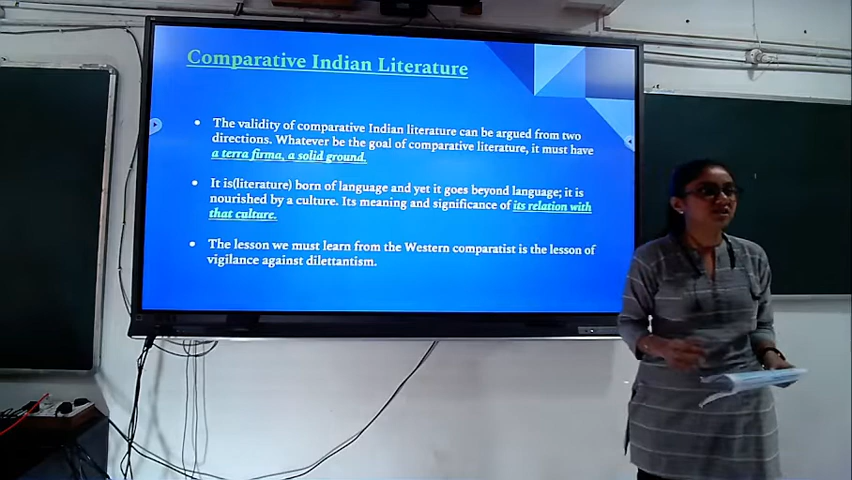 Comparative Indian Literature
The validity of comparative Indian literature can be argued from two
directions. Whatever be the goal of comparative literature, it must have
a terra firma, a solid ground.
It is(literature) born of language and yet it goes beyond language; it is
nourished by a culture. Its meaning and significance of its relation with
that culture.
The lesson we must learn from the Western comparatist is the lesson of
vigilance against dilettantism.